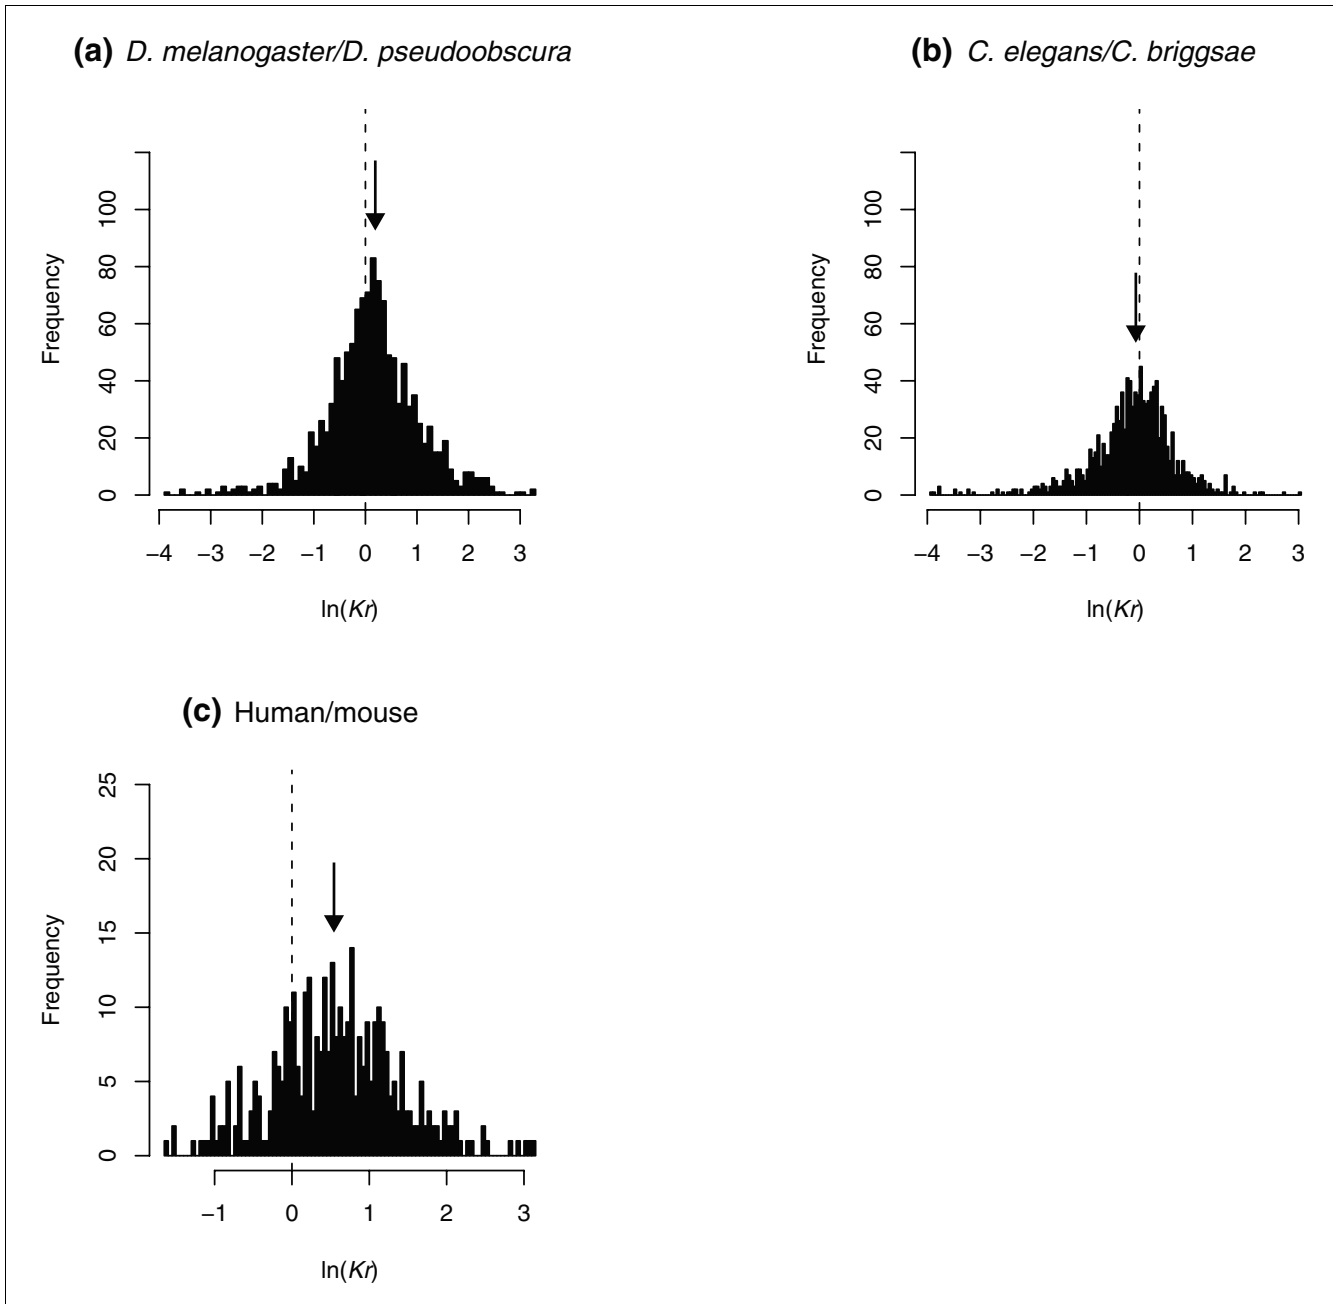 (a) D. melanogaster/D. pseudoobscura
Frequency
0 20 40 60 80 100
−4 −3 −2 −1 0 1 2 3
ln(Kr)
(b) C. elegans/C. briggsae
Frequency
0 20 40 60 80 100
−4 −3 −2 −1 0 1 2 3
ln(Kr)
(c) Human/mouse
Frequency
0 5 10 15 20 25
−1 0 1 2 3
ln(Kr)